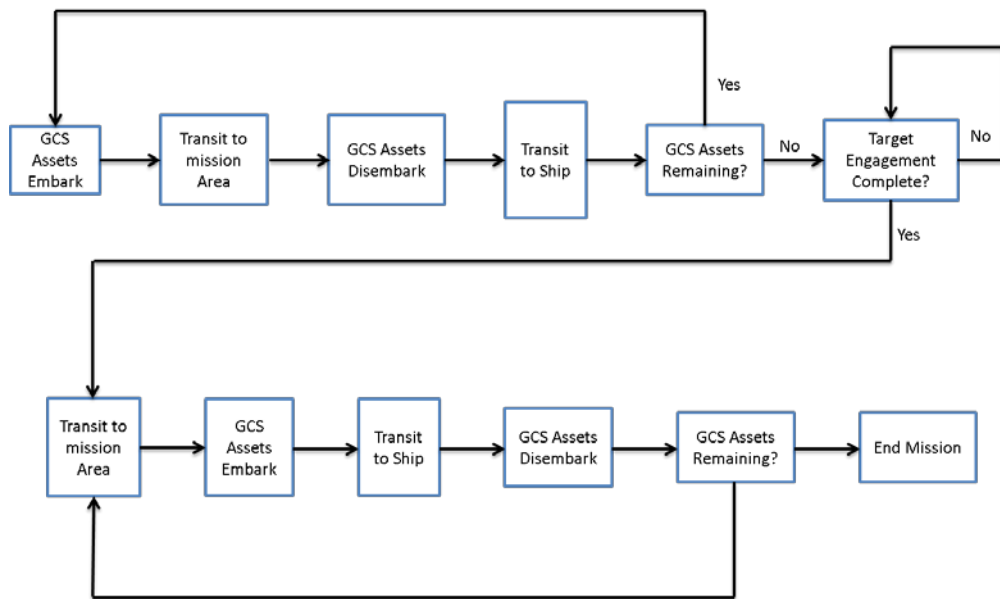 Yes
GCS
Assets
Embark
Transit to
mission
Area
GCS Assets
Disembark
Transit
to Ship
GCS Assets
Remaining?
No
Target
Engagement
Complete?
No
Yes
Transit to
mission
Area
GCS
Assets
Embark
Transit
to Ship
GCS Assets
Disembark
GCS Assets
Remaining?
End Mission